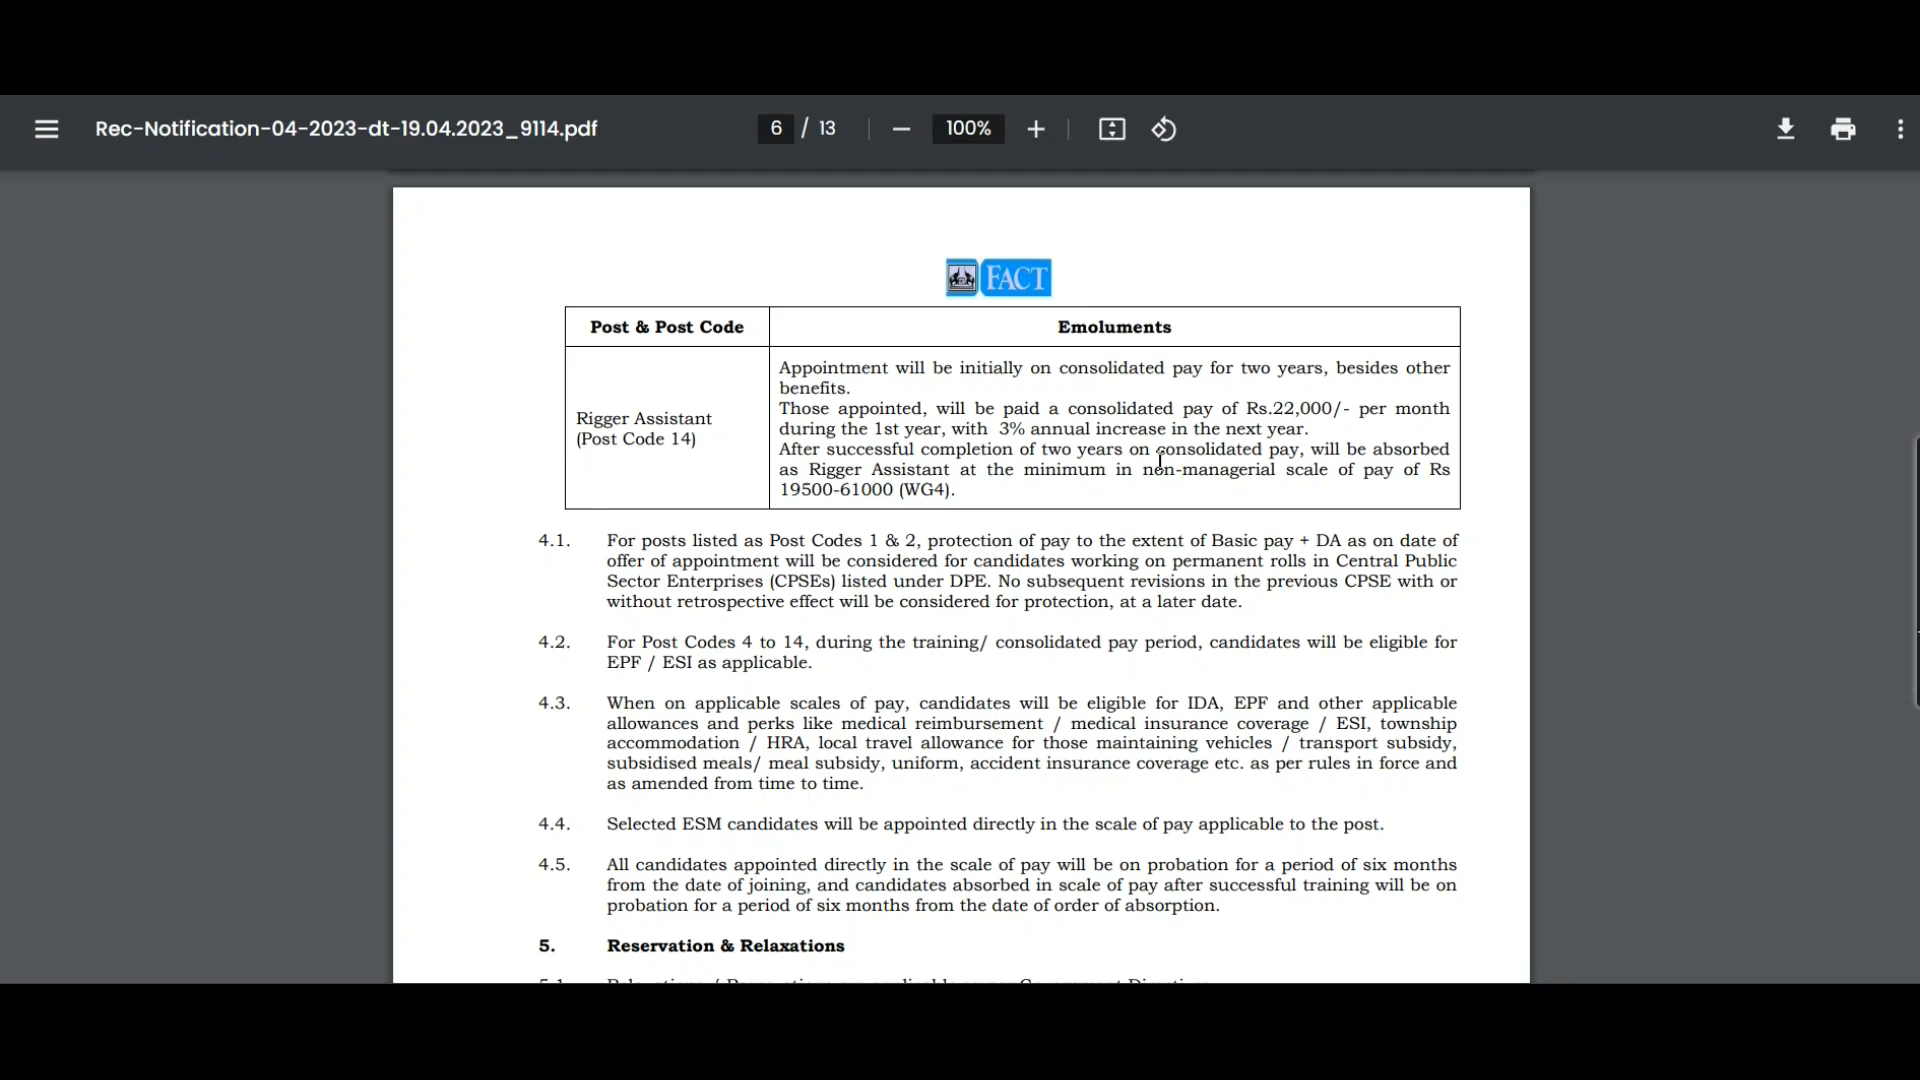 Rec-Notification-04-2023-dt-19.04.2023_9114.pdf
6 / 13
100%
FACT
Post & Post Code
Emoluments
Rigger Assistant
(Post Code 14)
Appointment will be initially on consolidated pay for two years, besides other
benefits.
Those appointed, will be paid a consolidated pay of Rs.22,000/- per month
during the 1st year, with 3% annual increase in the next year.
After successful completion of two years on consolidated pay, will be absorbed
as Rigger Assistant at the minimum in non-managerial scale of pay of Rs
19500-61000 (WG4).
4.1. For posts listed as Post Codes 1 & 2, protection of pay to the extent of Basic pay + DA as on date of
offer of appointment will be considered for candidates working on permanent rolls in Central Public
Sector Enterprises (CPSEs) listed under DPE. No subsequent revisions in the previous CPSE with or
without retrospective effect will be considered for protection, at a later date.
4.2. For Post Codes 4 to 14, during the training/ consolidated pay period, candidates will be eligible for
EPF / ESI as applicable.
4.3. When on applicable scales of pay, candidates will be eligible for IDA, EPF and other applicable
allowances and perks like medical reimbursement / medical insurance coverage / ESI, township
accommodation / HRA, local travel allowance for those maintaining vehicles / transport subsidy,
subsidised meals/ meal subsidy, uniform, accident insurance coverage etc. as per rules in force and
as amended from time to time.
4.4. Selected ESM candidates will be appointed directly in the scale of pay applicable to the post.
4.5. All candidates appointed directly in the scale of pay will be on probation for a period of six months
from the date of joining, and candidates absorbed in scale of pay after successful training will be on
probation for a period of six months from the date of order of absorption.
5. Reservation & Relaxations